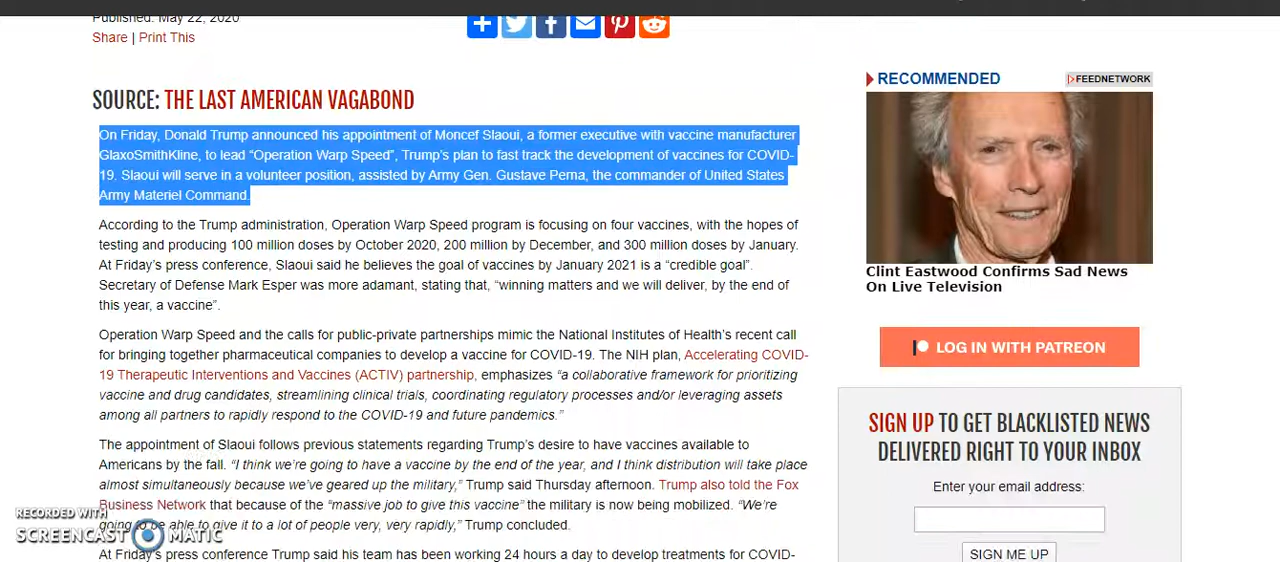 Published: May 22, 2020
Share | Print This
SOURCE: THE LAST AMERICAN VAGABOND
On Friday, Donald Trump announced his appointment of Moncef Slaoui, a former executive with vaccine manufacturer
GlaxoSmithKline, to lead “Operation Warp Speed”, Trump’s plan to fast track the development of vaccines for COVID-
19. Slaoui will serve in a volunteer position, assisted by Army Gen. Gustave Perna, the commander of United States
Army Materiel Command.
According to the Trump administration, Operation Warp Speed program is focusing on four vaccines, with the hopes of
testing and producing 100 million doses by October 2020, 200 million by December, and 300 million doses by January.
At Friday’s press conference, Slaoui said he believes the goal of vaccines by January 2021 is a “credible goal”.
Secretary of Defense Mark Esper was more adamant, stating that, “winning matters and we will deliver, by the end of
this year, a vaccine”.
Operation Warp Speed and the calls for public-private partnerships mimic the National Institutes of Health’s recent call
for bringing together pharmaceutical companies to develop a vaccine for COVID-19. The NIH plan, Accelerating COVID-
19 Therapeutic Interventions and Vaccines (ACTIV) partnership, emphasizes “a collaborative framework for prioritizing
vaccine and drug candidates, streamlining clinical trials, coordinating regulatory processes and/or leveraging assets
among all partners to rapidly respond to the COVID-19 and future pandemics.”
The appointment of Slaoui follows previous statements regarding Trump’s desire to have vaccines available to
Americans by the fall. “I think we’re going to have a vaccine by the end of the year, and I think distribution will take place
almost simultaneously because we’ve geared up the military,” Trump said Thursday afternoon. Trump also told the Fox
Business Network that because of the “massive job to give this vaccine” the military is now being mobilized. “We’re
going to be able to give it to a lot of people very, very rapidly,” Trump concluded.
At Friday’s press conference Trump said his team has been working 24 hours a day to develop treatments for COVID-
RECOMMENDED
FEEDNETWORK
Clint Eastwood Confirms Sad News
On Live Television
LOG IN WITH PATREON
SIGN UP TO GET BLACKLISTED NEWS
DELIVERED RIGHT TO YOUR INBOX
Enter your email address:
SIGN ME UP
RECORDED WITH
SCREENCAST MATIC